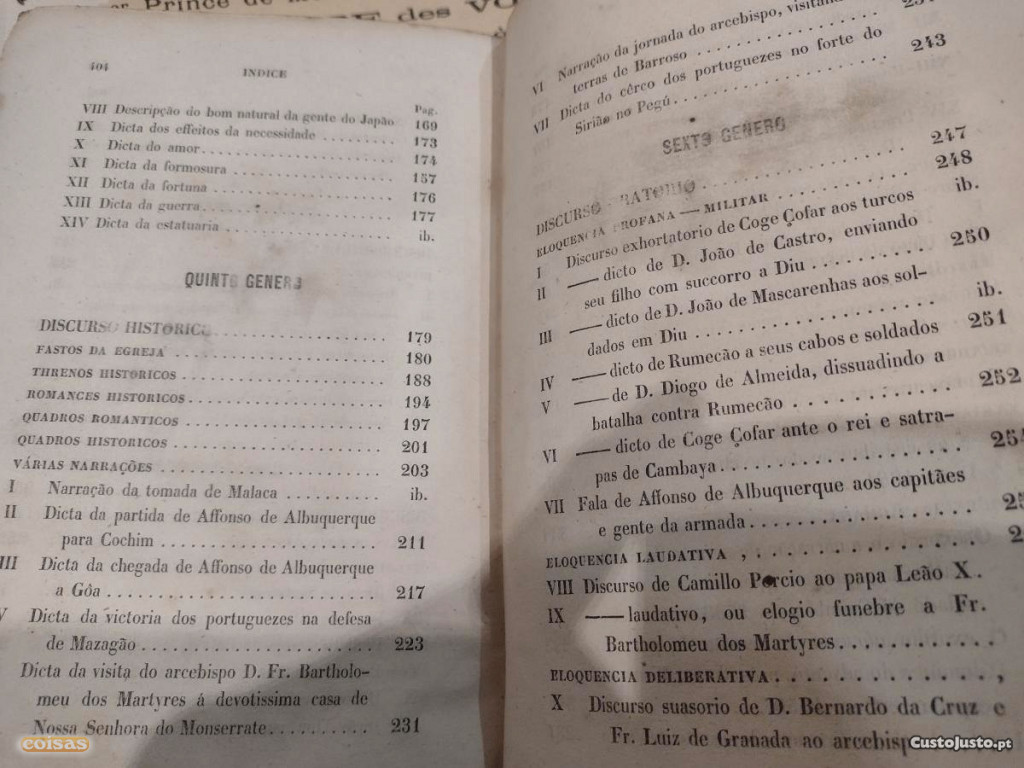 Prince de
des
404
INDICE
Pag.
VIII Descripção do bom natural da gente do Japão 169
IX Dicta dos effeitos da necessidade ......... 173
X Dicta do amor................. 174
XI Dicta da formosura ................ 157
XII Dicta da fortuna ................. 176
XIII Dicta da guerra................. 177
XIV Dicta da estatuaria ................ ib.
QUINTO GENERO
DISCURSO HISTORICO ................ 179
FASTOS DA EGREJA ................ 180
THRENOS HISTORICOS ................ 188
ROMANCES HISTORICOS................ 194
QUADROS ROMANTICOS ................ 197
QUADROS HISTORICOS ................ 201
VÁRIAS NARRAÇÕES ................ 203
I Narração da tomada de Malaca .......... ib.
II Dicta da partida de Affonso de Albuquerque
para Cochim ................ 211
III Dicta da chegada de Affonso de Albuquerque
a Gôa ................ 217
V Dicta da victoria dos portuguezes na defesa
de Mazagão ................ 223
Dicta da visita do arcebispo D. Fr. Bartholo-
meu dos Martyres á devotissima casa de
Nossa Senhora do Monserrate........... 231
VI Narração da jornada do arcebispo,
terras de Barroso ................
VII Dicta do cêrco dos portuguezes no forte do
Sirião no Pegú................ 243
SEXTO GENERO
DISCURSO ORATORIO ................ 247
ELOQUENCIA PROFANA — MILITAR ........... 248
I Discurso exhortatorio de Coge Çofar aos turcos ib.
II —— dicto de D. João de Castro, enviando
seu filho com succorro a Diu .......... 250
III —— dicto de D. João de Mascarenhas aos sol-
dados em Diu ................ ib.
IV —— dicto de Rumecão a seus cabos e soldados 251
V —— de D. Diogo de Almeida, dissuadindo a
batalha contra Rumecão ............ 252
VI —— dicto de Coge Çofar ante o rei e satra-
pas de Cambaya................
VII Fala de Affonso de Albuquerque aos capitães
e gente da armada ................
ELOQUENCIA LAUDATIVA , ................
VIII Discurso de Camillo Porcio ao papa Leão X.
IX —— laudativo, ou elogio funebre a Fr.
Bartholomeu dos Martyres ............
ELOQUENCIA DELIBERATIVA................
X Discurso suasorio de D. Bernardo da Cruz e
Fr. Luiz de Granada ao
coisas
CustoJusto.pt